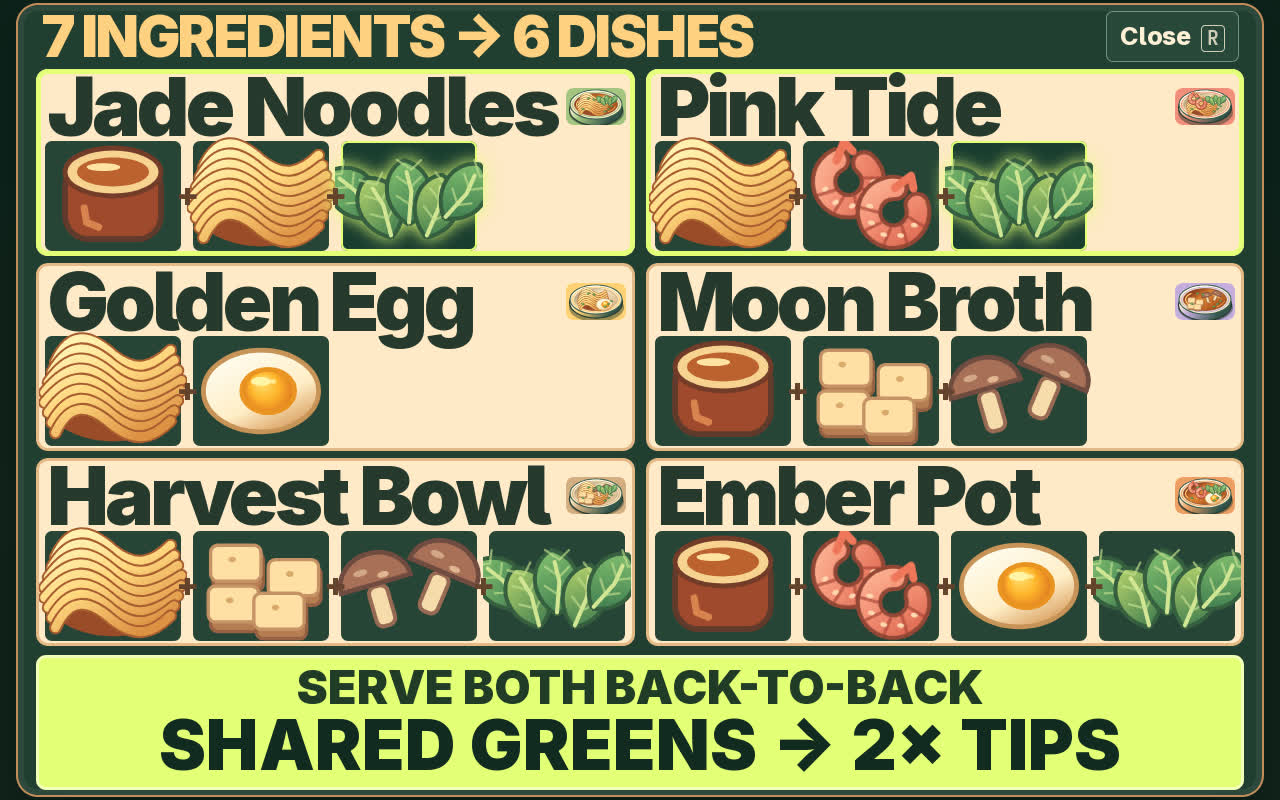 7 INGREDIENTS → 6 DISHES
Close R
Jade Noodles
Pink Tide
+ +
+ +
Golden Egg
Moon Broth
+
+ +
Harvest Bowl
Ember Pot
+ + +
+ + +
SERVE BOTH BACK-TO-BACK
SHARED GREENS → 2× TIPS